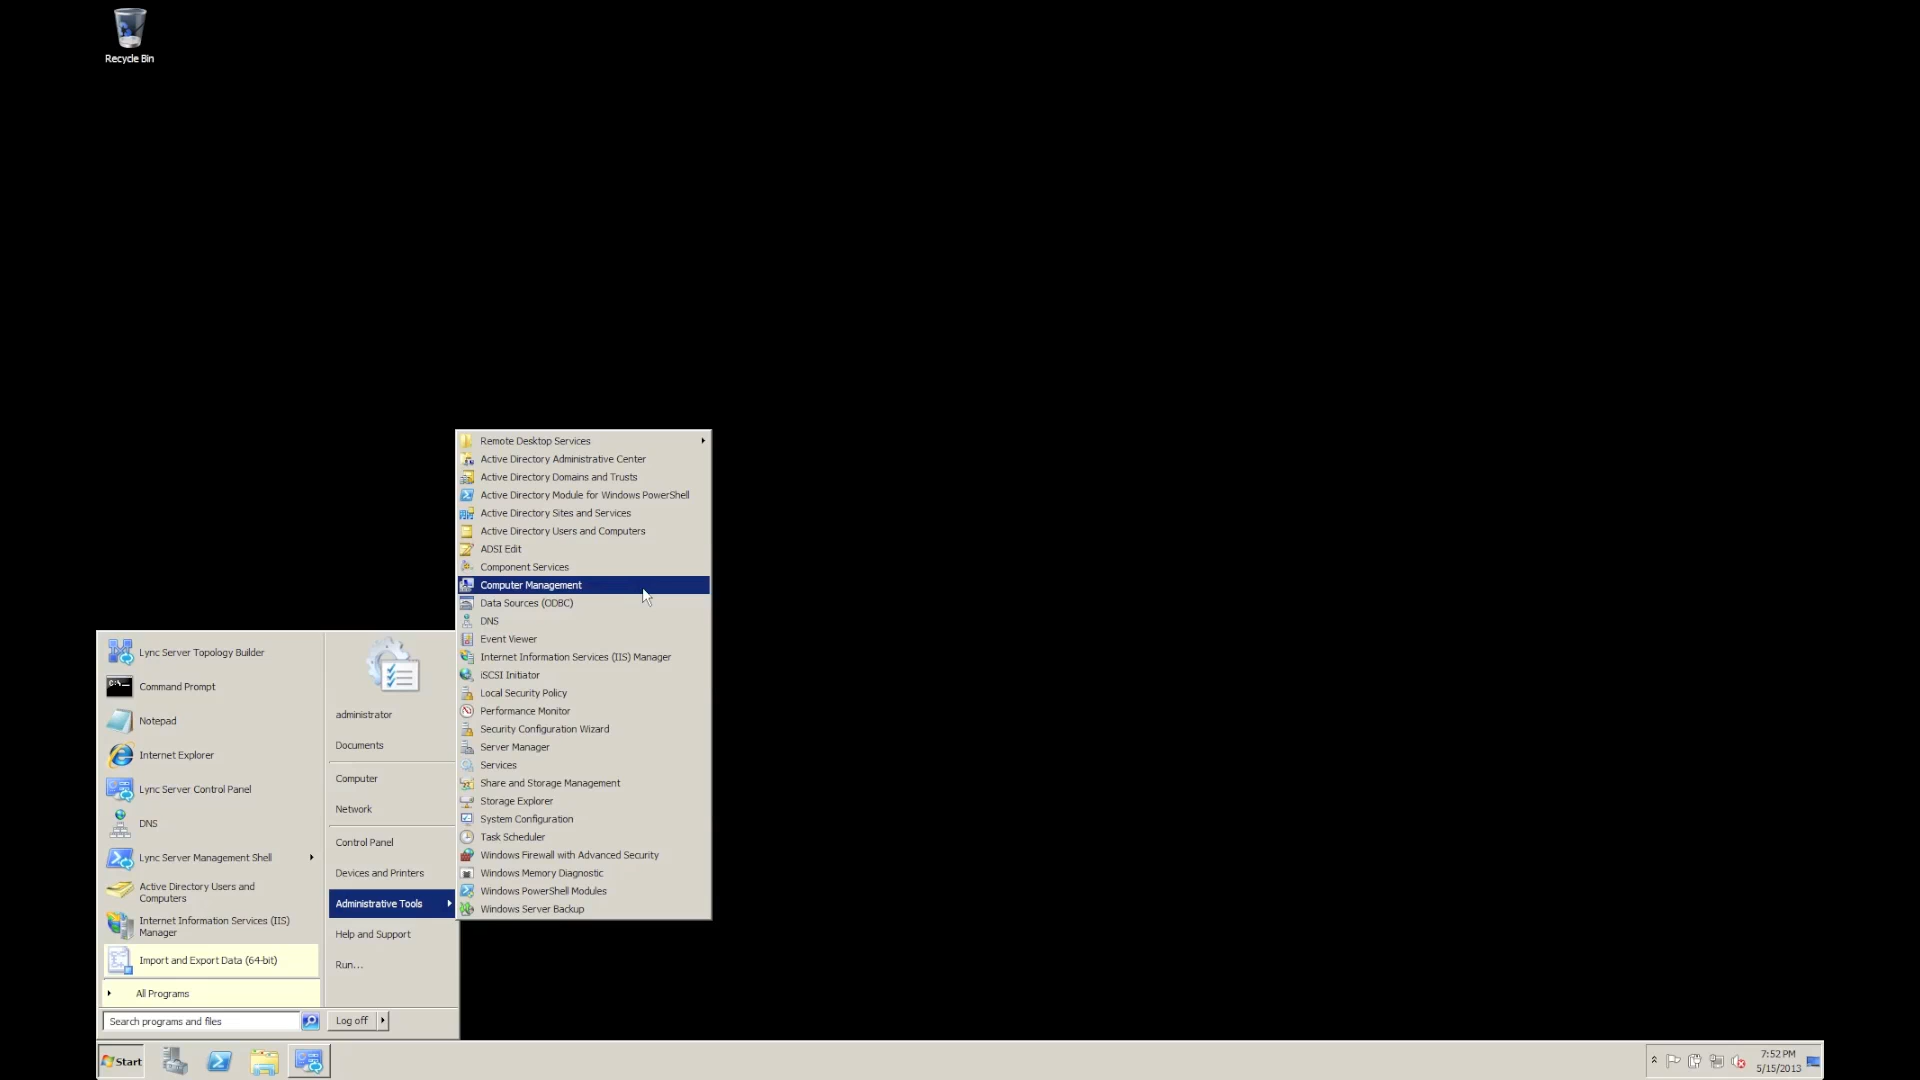 Recycle Bin
Remote Desktop Services
Active Directory Administrative Center
Active Directory Domains and Trusts
Active Directory Module for Windows PowerShell
Active Directory Sites and Services
Active Directory Users and Computers
ADSI Edit
Component Services
Computer Management
Data Sources (ODBC)
DNS
Event Viewer
Internet Information Services (IIS) Manager
iSCSI Initiator
Local Security Policy
Performance Monitor
Security Configuration Wizard
Server Manager
Services
Share and Storage Management
Storage Explorer
System Configuration
Task Scheduler
Windows Firewall with Advanced Security
Windows Memory Diagnostic
Windows PowerShell Modules
Windows Server Backup
Lync Server Topology Builder
Command Prompt
Notepad
Internet Explorer
Lync Server Control Panel
DNS
Lync Server Management Shell
Active Directory Users and
Computers
Internet Information Services (IIS)
Manager
Import and Export Data (64-bit)
All Programs
Search programs and files
administrator
Documents
Computer
Network
Control Panel
Devices and Printers
Administrative Tools
Help and Support
Run...
Log off
Start
7:52 PM
5/15/2013